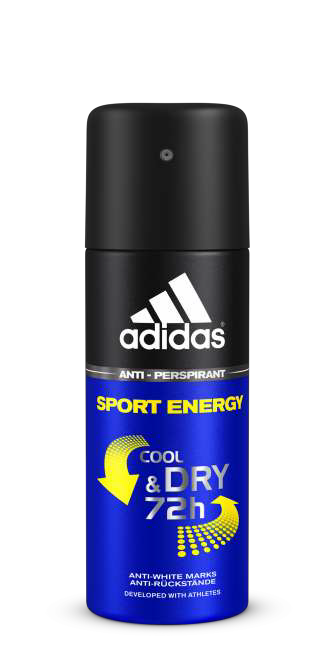 adidas®
ANTI - PERSPIRANT
SPORT ENERGY
COOL
& DRY
72h
ANTI-WHITE MARKS
ANTI-RÜCKSTÄNDE
DEVELOPED WITH ATHLETES